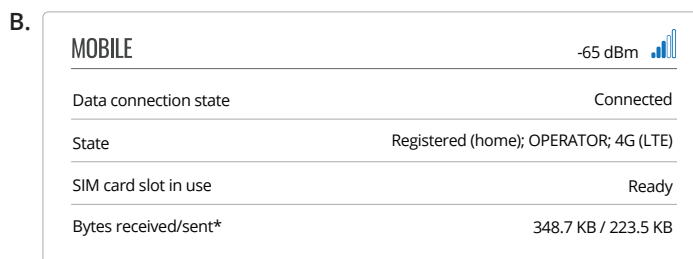 B.
MOBILE -65 dBm
Data connection state Connected
State Registered (home); OPERATOR; 4G (LTE)
SIM card slot in use Ready
Bytes received/sent* 348.7 KB / 223.5 KB